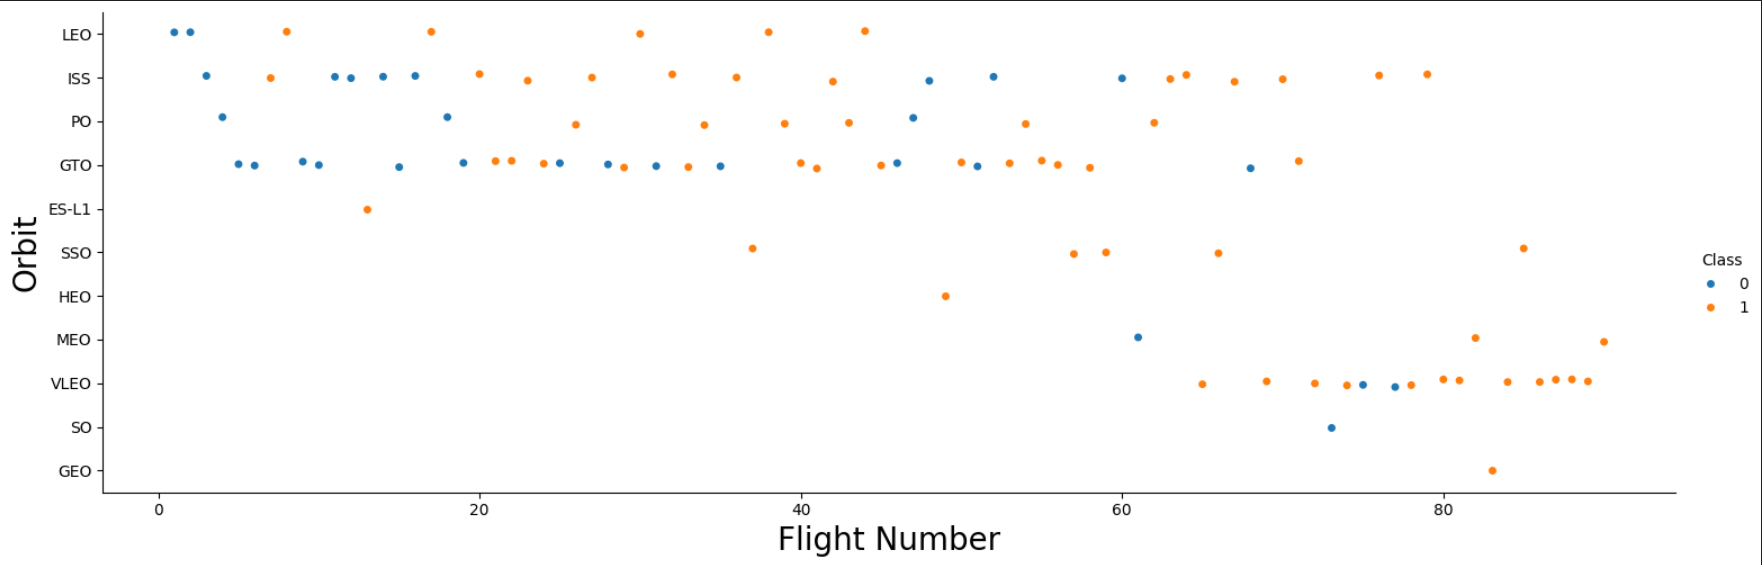 LEO
ISS
PO
GTO
ES-L1
SSO
HEO
MEO
VLEO
SO
GEO
Orbit
0 20 40 60 80
Flight Number
Class
0
1